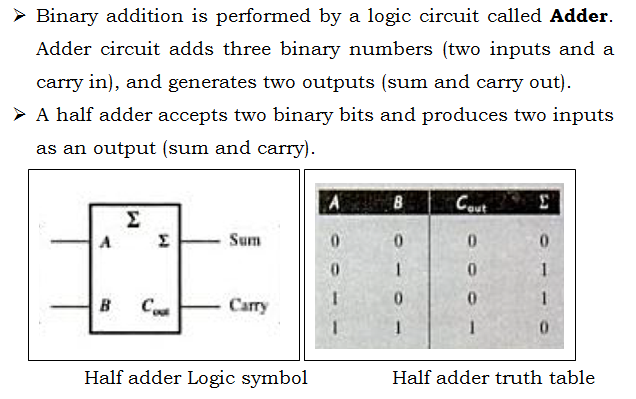 ➢ Binary addition is performed by a logic circuit called Adder.
Adder circuit adds three binary numbers (two inputs and a
carry in), and generates two outputs (sum and carry out).
➢ A half adder accepts two binary bits and produces two inputs
as an output (sum and carry).
Σ
A Σ Sum
B Cout Carry
A B Cout Σ
0 0 0 0
0 1 0 1
1 0 0 1
1 1 1 0
Half adder Logic symbol
Half adder truth table